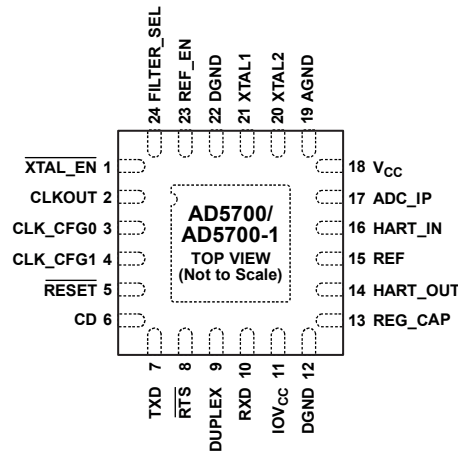 24 FILTER_SEL
23 REF_EN
22 DGND
21 XTAL1
20 XTAL2
19 AGND
XTAL_EN 1
CLKOUT 2
CLK_CFG0 3
CLK_CFG1 4
RESET 5
CD 6
AD5700/
AD5700-1
TOP VIEW
(Not to Scale)
18 VCC
17 ADC_IP
16 HART_IN
15 REF
14 HART_OUT
13 REG_CAP
TXD 7
RTS 8
DUPLEX 9
RXD 10
IOVCC 11
DGND 12